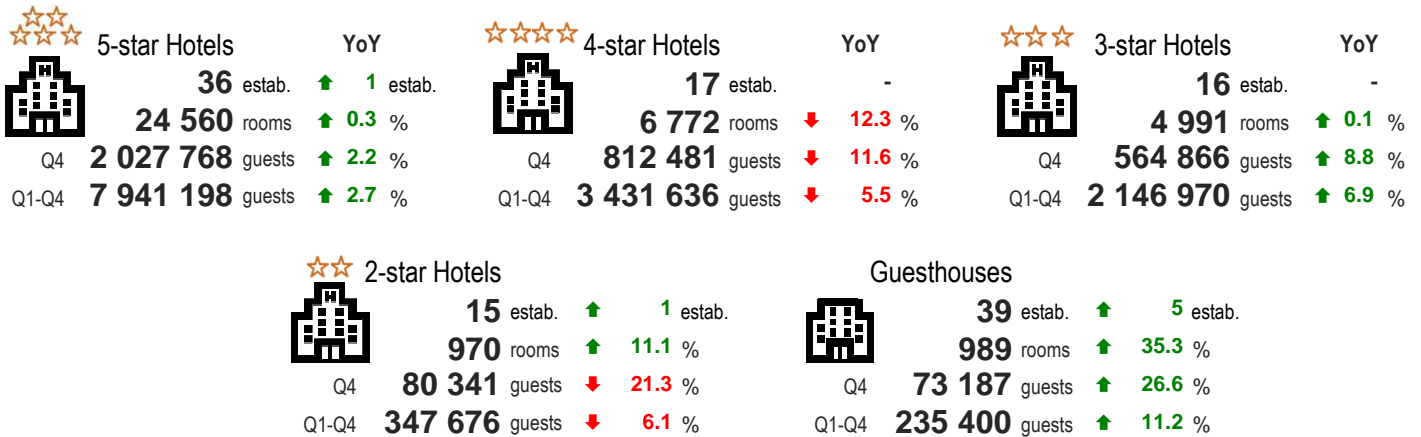 5-star Hotels YoY
36 estab. 1 estab.
24 560 rooms 0.3 %
Q4 2 027 768 guests 2.2 %
Q1-Q4 7 941 198 guests 2.7 %
4-star Hotels YoY
17 estab. -
6 772 rooms 12.3 %
Q4 812 481 guests 11.6 %
Q1-Q4 3 431 636 guests 5.5 %
3-star Hotels YoY
16 estab. -
4 991 rooms 0.1 %
Q4 564 866 guests 8.8 %
Q1-Q4 2 146 970 guests 6.9 %
2-star Hotels
15 estab. 1 estab.
970 rooms 11.1 %
Q4 80 341 guests 21.3 %
Q1-Q4 347 676 guests 6.1 %
Guesthouses
39 estab. 5 estab.
989 rooms 35.3 %
Q4 73 187 guests 26.6 %
Q1-Q4 235 400 guests 11.2 %